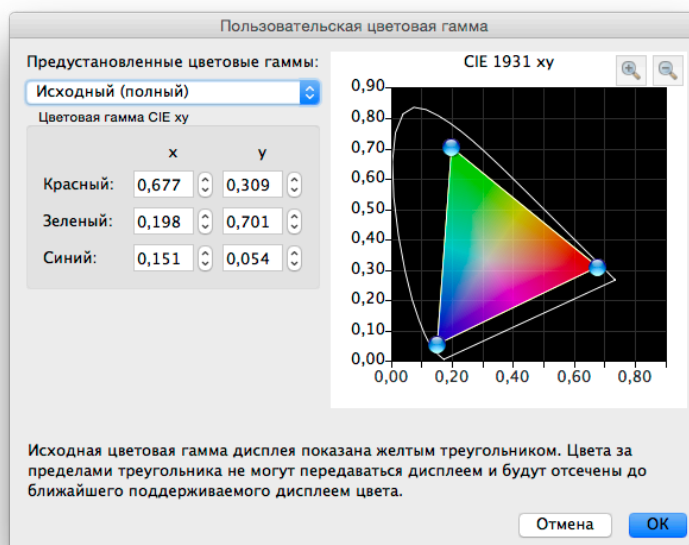 Пользовательская цветовая гамма
Предустановленные цветовые гаммы:
Исходный (полный)
Цветовая гамма CIE xy
x y
Красный: 0,677 0,309
Зеленый: 0,198 0,701
Синий: 0,151 0,054
CIE 1931 xy
0,90
0,80
0,70
0,60
0,50
0,40
0,30
0,20
0,10
0,00
0,00 0,20 0,40 0,60 0,80
Исходная цветовая гамма дисплея показана желтым треугольником. Цвета за
пределами треугольника не могут передаваться дисплеем и будут отсечены до
ближайшего поддерживаемого дисплеем цвета.
Отмена OK